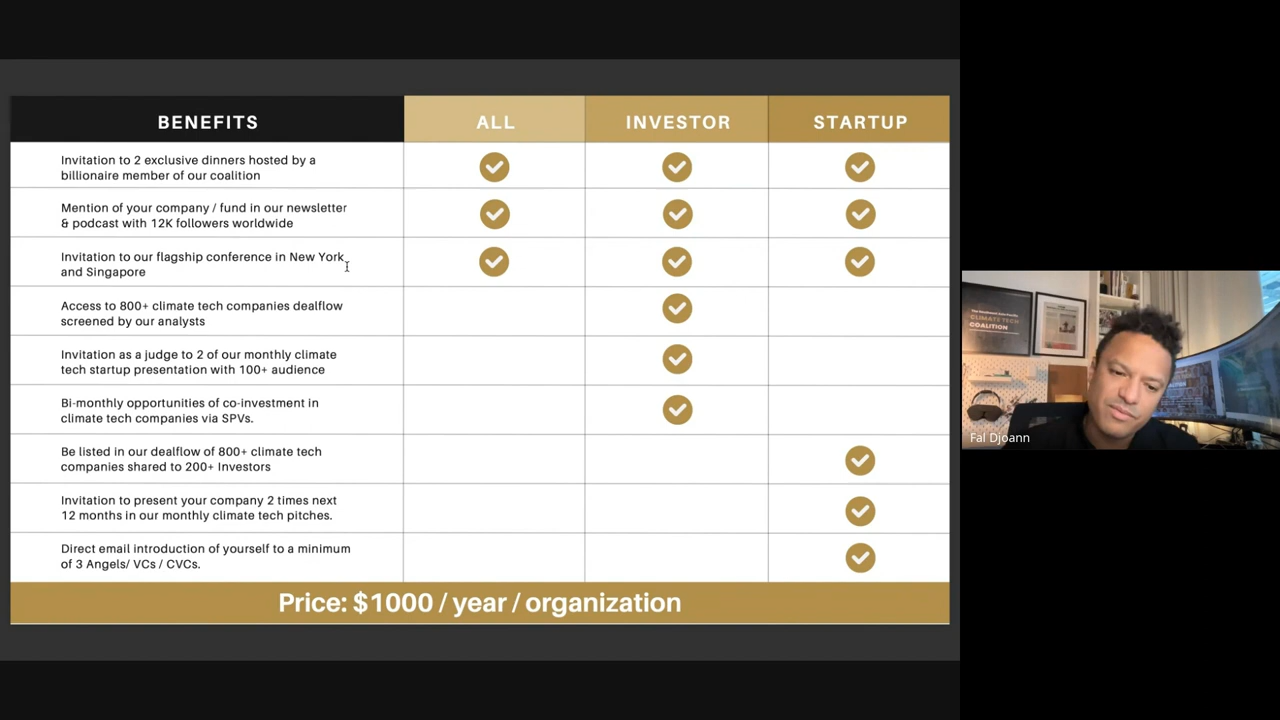 BENEFITS
ALL
INVESTOR
STARTUP
Invitation to 2 exclusive dinners hosted by a
billionaire member of our coalition
Mention of your company / fund in our newsletter
& podcast with 12K followers worldwide
Invitation to our flagship conference in New York
and Singapore
Access to 800+ climate tech companies dealflow
screened by our analysts
Invitation as a judge to 2 of our monthly climate
tech startup presentation with 100+ audience
Bi-monthly opportunities of co-investment in
climate tech companies via SPVs.
Be listed in our dealflow of 800+ climate tech
companies shared to 200+ Investors
Invitation to present your company 2 times next
12 months in our monthly climate tech pitches.
Direct email introduction of yourself to a minimum
of 3 Angels/ VCs / CVCs.
Price: $1000 / year / organization
CLIMATE TECH
COALITION
Fal Djoann